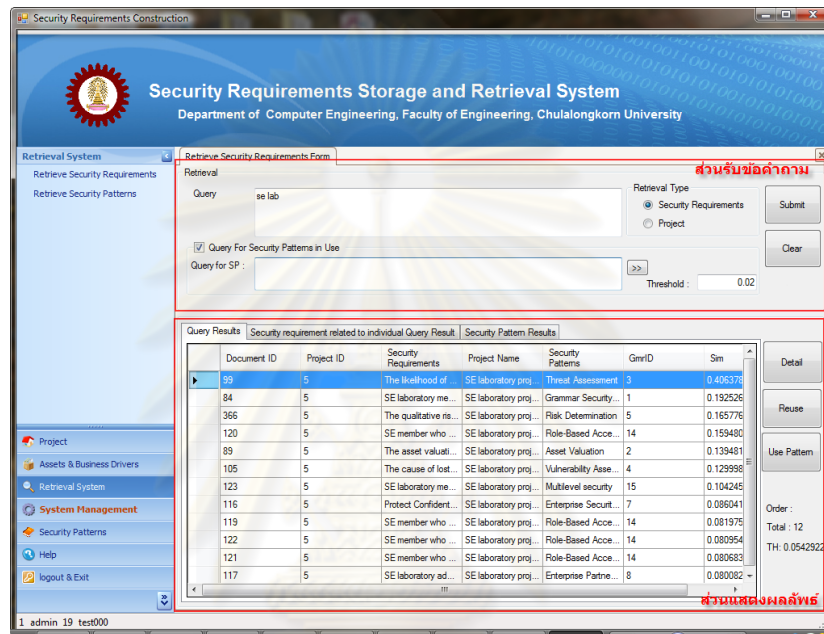 Security Requirements Construction
Security Requirements Storage and Retrieval System
Department of Computer Engineering, Faculty of Engineering, Chulalongkorn University
Retrieval System
Retrieve Security Requirements
Retrieve Security Patterns
Retrieve Security Requirements Form
ส่วนรับข้อคำถาม
Retrieval
Query
se lab
Retrieval Type
Security Requirements
Project
Submit
Clear
Query For Security Patterns in Use
Query for SP :
>>
Threshold : 0.02
Query Results Security requirement related to individual Query Result Security Pattern Results
Document ID Project ID Security Requirements Project Name Security Patterns GmrID Sim
99 5 The likelihood of ... SE laboratory proj... Threat Assessment 3 0.406378
84 5 SE laboratory me... SE laboratory proj... Grammar Security... 1 0.192526
366 5 The qualitative ris... SE laboratory proj... Risk Determination 5 0.165776
120 5 SE member who ... SE laboratory proj... Role-Based Acce... 14 0.159480
89 5 The asset valuati... SE laboratory proj... Asset Valuation 2 0.139481
105 5 The cause of lost... SE laboratory proj... Vulnerability Asse... 4 0.129998
123 5 SE laboratory me... SE laboratory proj... Multilevel security 15 0.104245
116 5 Protect Confident... SE laboratory proj... Enterprise Securit... 7 0.086041
119 5 SE member who ... SE laboratory proj... Role-Based Acce... 14 0.081975
122 5 SE member who ... SE laboratory proj... Role-Based Acce... 14 0.080954
121 5 SE member who ... SE laboratory proj... Role-Based Acce... 14 0.080683
117 5 SE laboratory ad... SE laboratory proj... Enterprise Partne... 8 0.080082
Detail
Reuse
Use Pattern
Order :
Total : 12
TH: 0.0542922
ส่วนแสดงผลลัพธ์
Project
Assets & Business Drivers
Retrieval System
System Management
Security Patterns
Help
logout & Exit
1 admin 19 test000